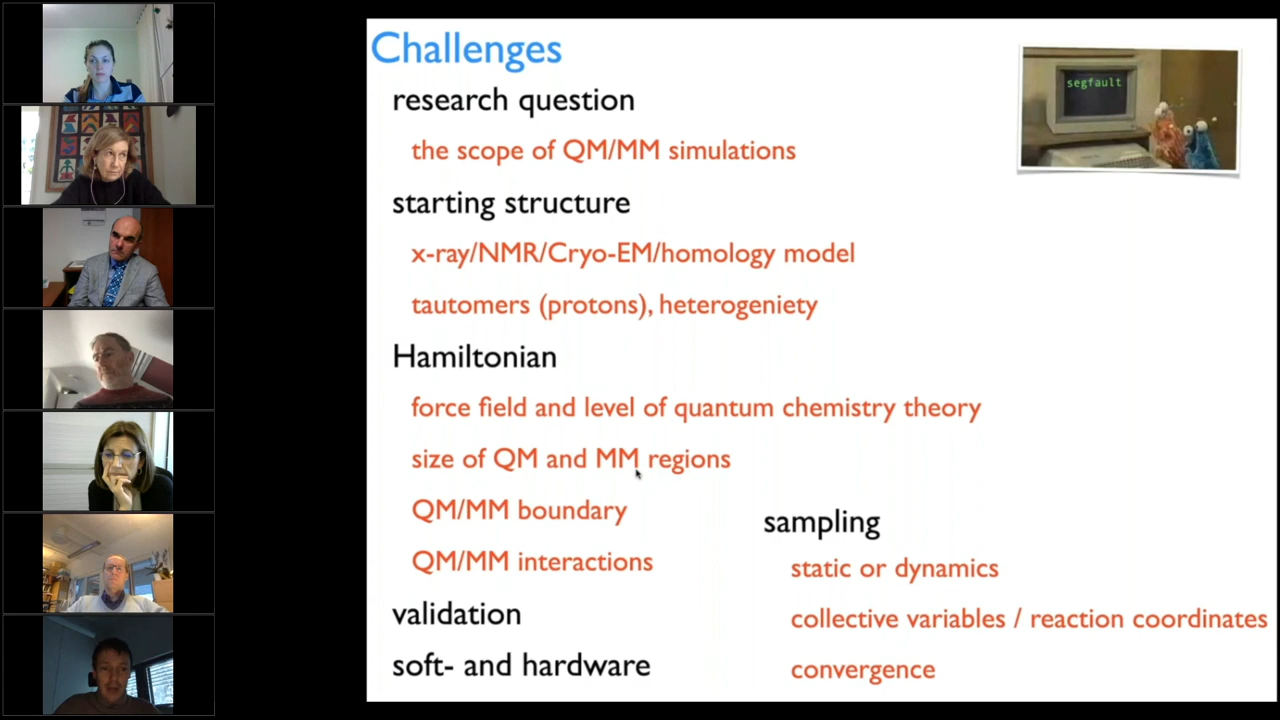 Challenges
research question
the scope of QM/MM simulations
starting structure
x-ray/NMR/Cryo-EM/homology model
tautomers (protons), heterogeniety
Hamiltonian
force field and level of quantum chemistry theory
size of QM and MM regions
QM/MM boundary
QM/MM interactions
validation
soft- and hardware
sampling
static or dynamics
collective variables / reaction coordinates
convergence
segfault